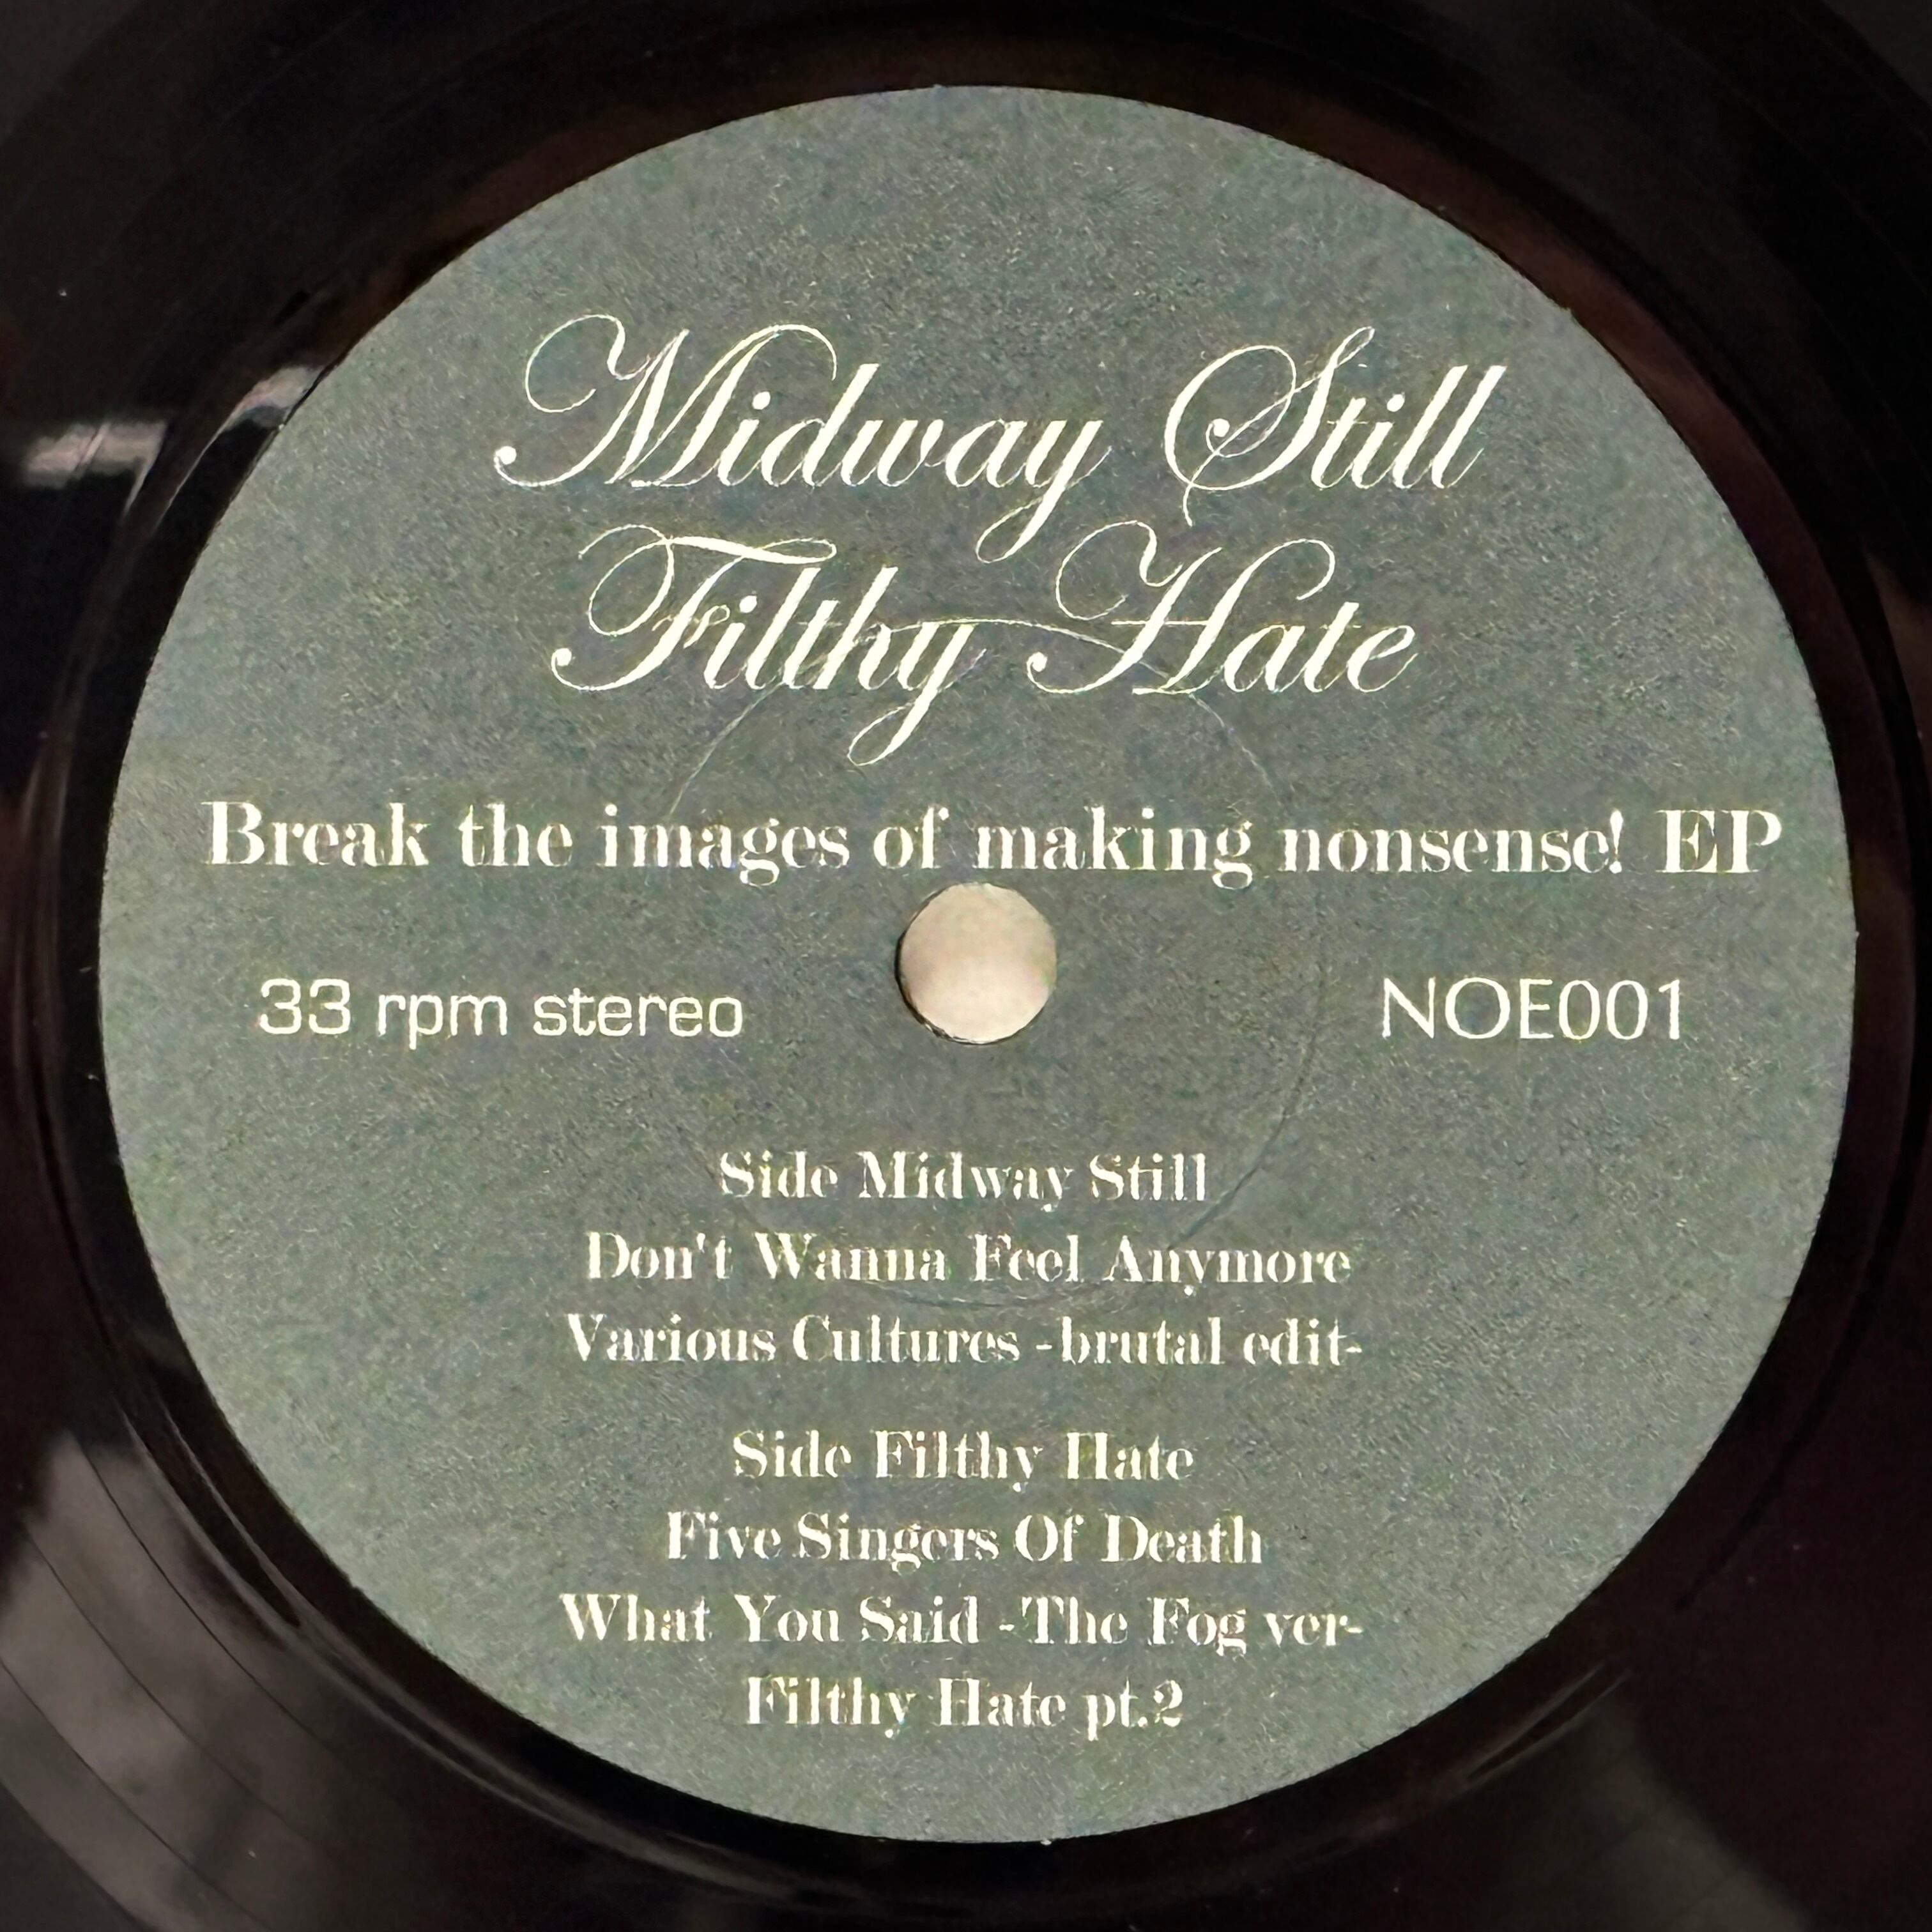 Midway Still
Filthy Hate
Break the images of making nonsense! EP
33 rpm stereo
NOE001
Side Midway Still
Don't Wanna Feel Anymore
Various Cultures -brutal edit-
Side Filthy Hate
Five Singers Of Death
What You Said -The Fog ver-
Filthy Hate pt.2